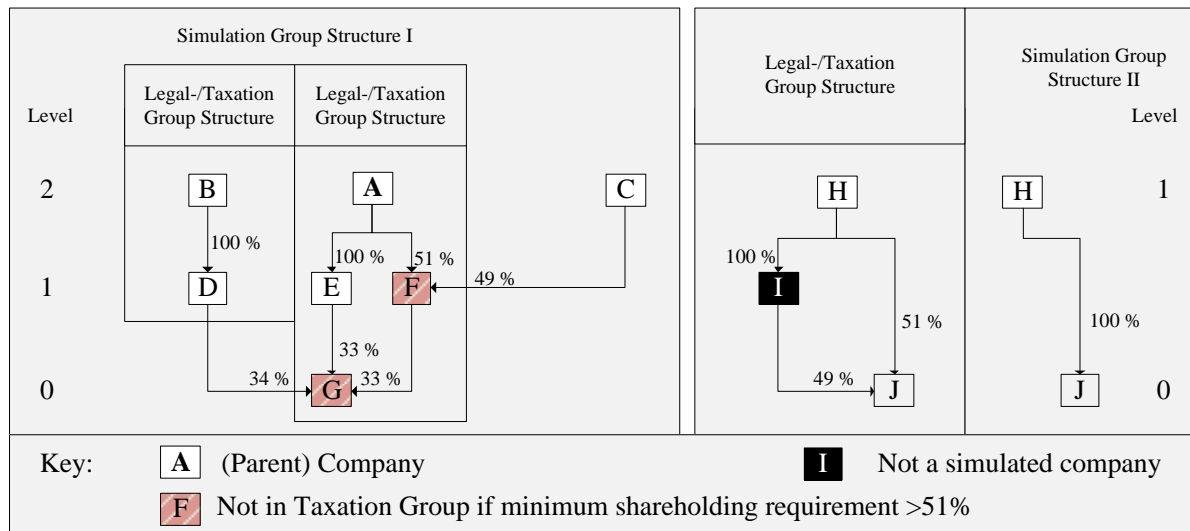 Simulation Group Structure I
Legal-/Taxation
Group Structure
Legal-/Taxation
Group Structure
Level
2
B
A
C
100 %
100 %
51 %
1
D
E
F
49 %
33 %
0
34 %
G
33 %
Legal-/Taxation
Group Structure
Simulation Group
Structure II
Level
H
H
1
100 %
I
51 %
100 %
49 %
J
J
0
Key:
A
(Parent) Company
I
Not a simulated company
F
Not in Taxation Group if minimum shareholding requirement >51%